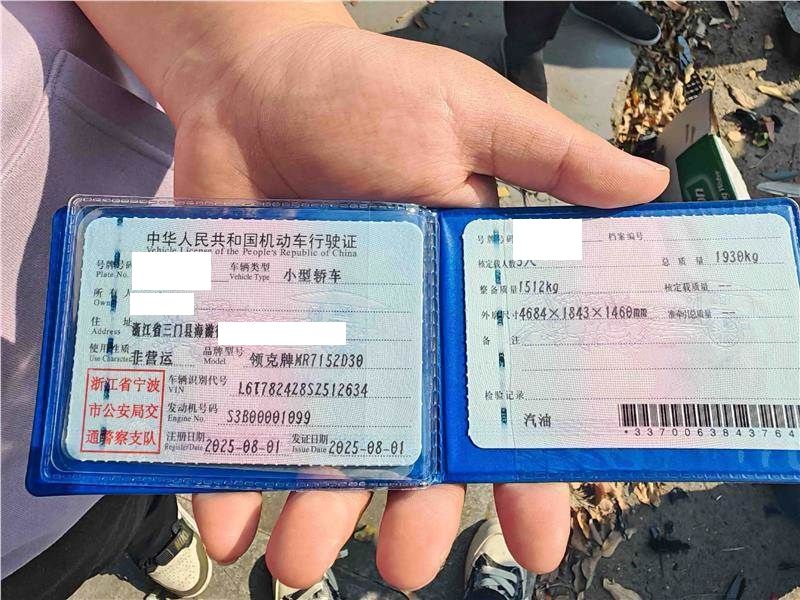 中华人民共和国机动车行驶证
Vehicle License of the People's Republic of China
号牌号码
Plate No.
车辆类型 小型轿车
Vehicle Type
所有人
Owner
住址 浙江省三门县海游街
Address
使用性质 非营运
Use Character
品牌型号 领克牌MR7152D30
Model
浙江省宁波
市公安局交
通警察支队
车辆识别代号 L6T7824Z8SZ512634
VIN
发动机号码 S3B00001099
Engine No.
注册日期 2025-08-01
Register Date
发证日期 2025-08-01
Issue Date
号牌号码
档案编号
核定载人数 5人
总质量 1930kg
整备质量 1512kg
核定载质量 --
外廓尺寸 4684×1843×1460mm
准牵引总质量 --
备注
检验记录
汽油
*3370063843764